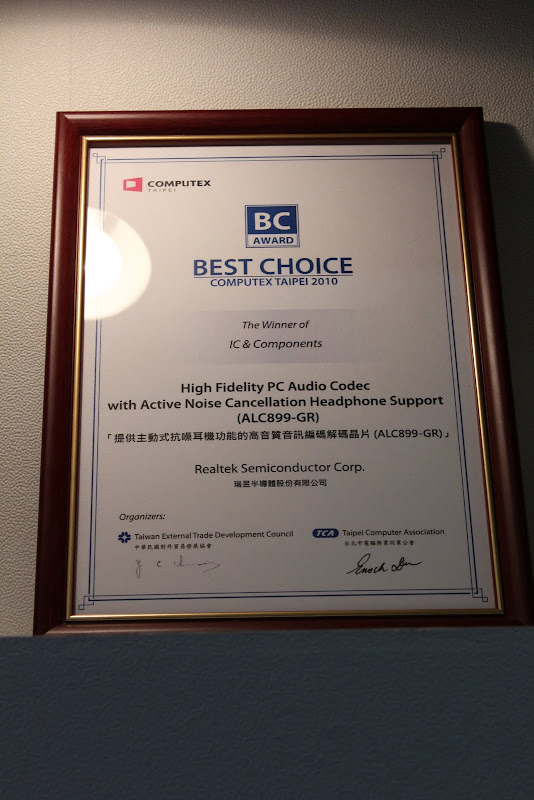 COMPUTEX
TAIPEI
BC
AWARD
BEST CHOICE
COMPUTEX TAIPEI 2010
The Winner of
IC & Components
High Fidelity PC Audio Codec
with Active Noise Cancellation Headphone Support
(ALC899-GR)
「提供主動式抗噪耳機功能的高音質音訊編碼解碼晶片 (ALC899-GR)」
Realtek Semiconductor Corp.
瑞昱半導體股份有限公司
Organizers:
Taiwan External Trade Development Council
中華民國對外貿易發展協會
TCA Taipei Computer Association
台北市電腦商業同業公會